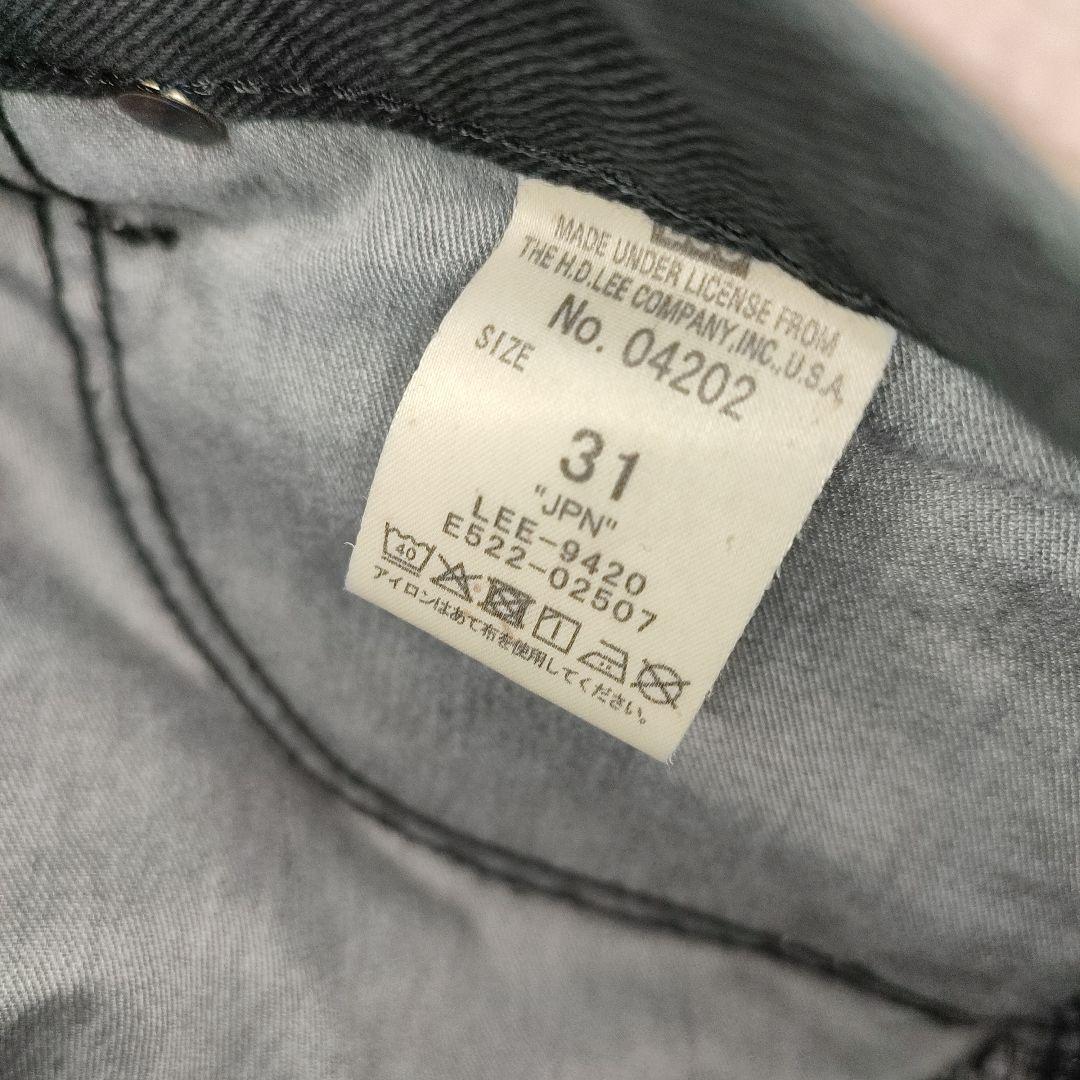 MADE UNDER LICENSE FROM
THE H.D.LEE COMPANY,INC.,U.S.A.
No. 04202
SIZE
31
"JPN"
LEE-9420
E522-02507
40
アイロンはあて布を使用してください。